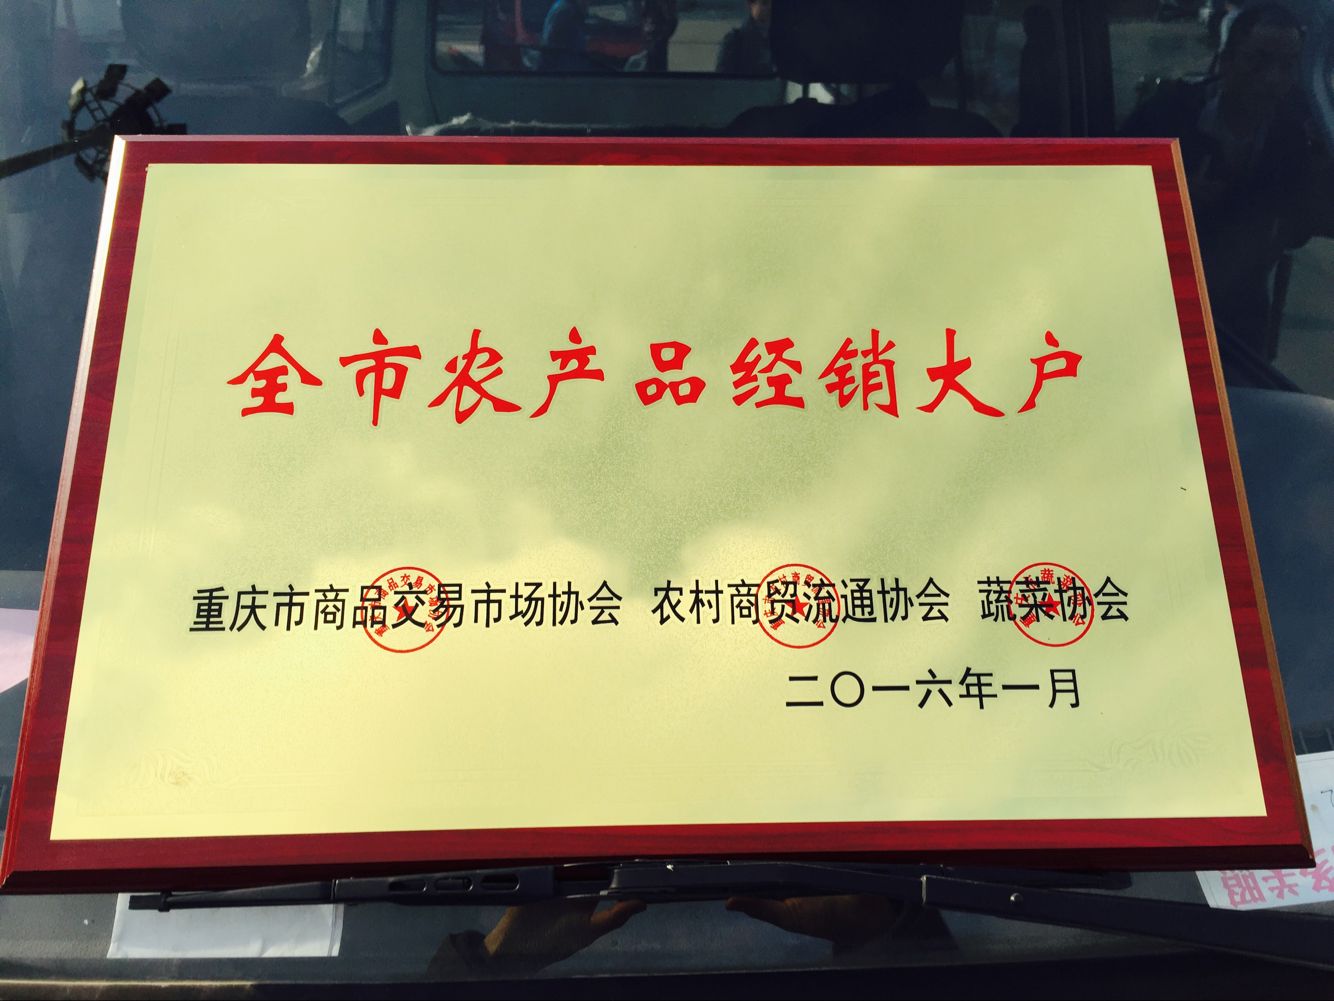 全市农产品经销大户
重庆市商品交易市场协会 农村商贸流通协会 蔬菜协会
二〇一六年一月